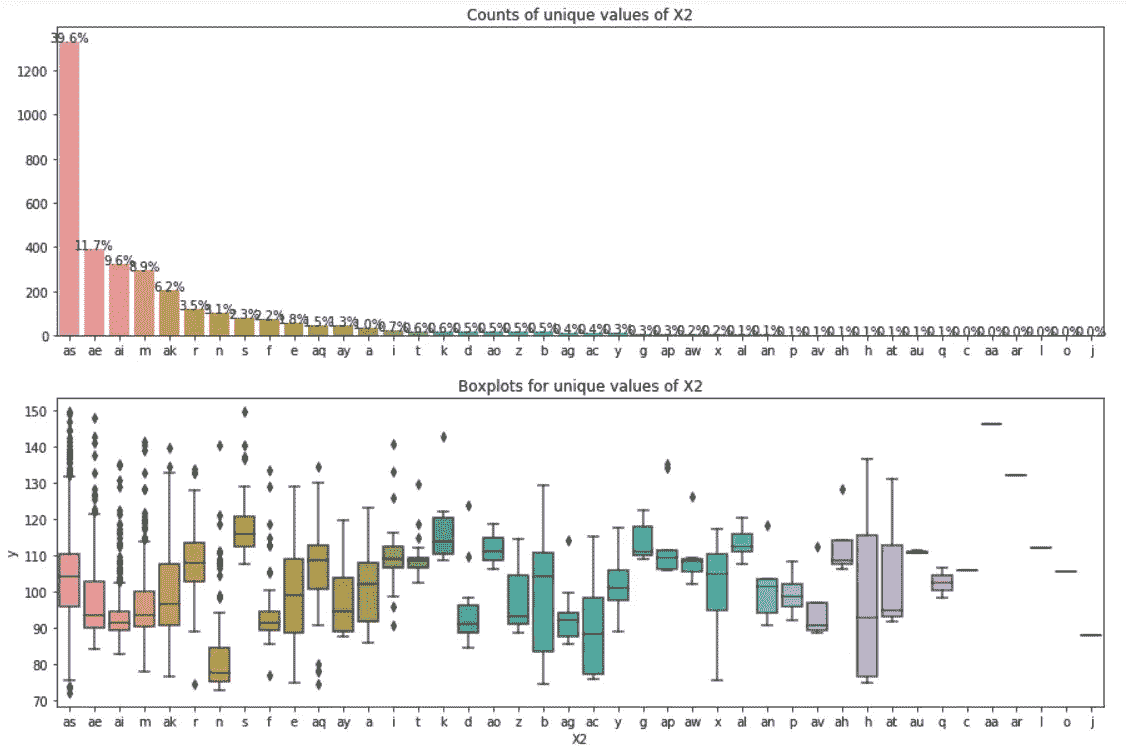 Counts of unique values of X2
39.6%
1200
1000
800
600
400 11.7%
9.6% 8.9%
200 6.2%
3.5% 3.1% 2.3% 2.2% 1.8% 1.5% 1.3% 1.0% 0.7% 0.6% 0.6% 0.5% 0.5% 0.5% 0.5% 0.4% 0.4% 0.3% 0.3% 0.3% 0.2% 0.2% 0.1% 0.1% 0.1% 0.1% 0.1% 0.1% 0.1% 0.1% 0.1% 0.0% 0.0% 0.0% 0.0% 0.0% 0.0%
0
as ae ai m ak r n s f e aq ay a i t k d ao z b ag ac y g ap aw x al an p av ah h at au q c aa ar l o j
Boxplots for unique values of X2
150
140
130
120
110
y
100
90
80
70
as ae ai m ak r n s f e aq ay a i t k d ao z b ag ac y g ap aw x al an p av ah h at au q c aa ar l o j
X2